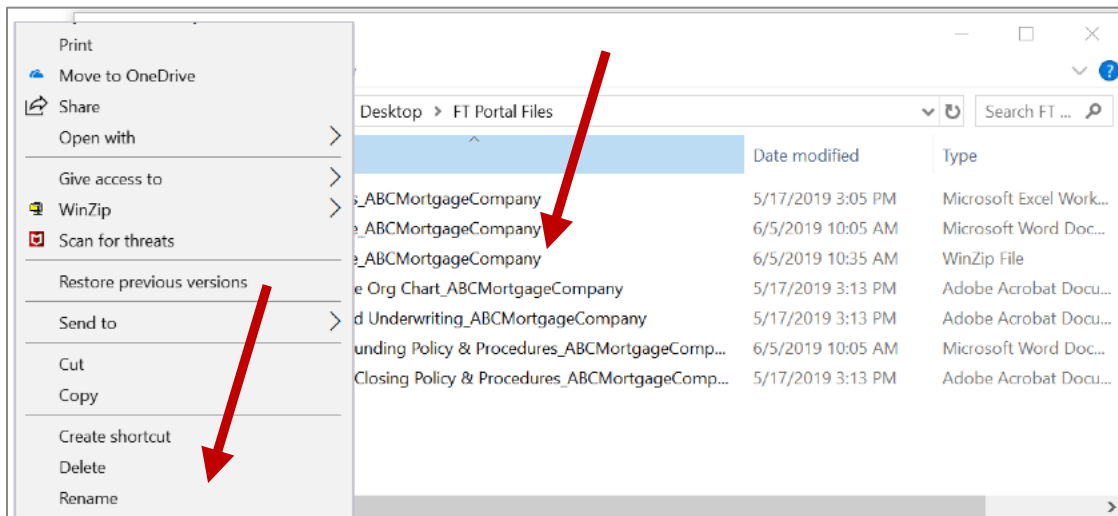 Print
Move to OneDrive
Share
Open with
Give access to
WinZip
Scan for threats
Restore previous versions
Send to
Cut
Copy
Create shortcut
Delete
Rename
Desktop > FT Portal Files
Search FT ...
Date modified Type
s_ABCMortgageCompany 5/17/2019 3:05 PM Microsoft Excel Work...
e_ABCMortgageCompany 6/5/2019 10:05 AM Microsoft Word Doc...
e_ABCMortgageCompany 6/5/2019 10:35 AM WinZip File
e Org Chart_ABCMortgageCompany 5/17/2019 3:13 PM Adobe Acrobat Docu...
d Underwriting_ABCMortgageCompany 5/17/2019 3:13 PM Adobe Acrobat Docu...
unding Policy & Procedures_ABCMortgageComp... 6/5/2019 10:05 AM Microsoft Word Doc...
Closing Policy & Procedures_ABCMortgageComp... 5/17/2019 3:13 PM Adobe Acrobat Docu...